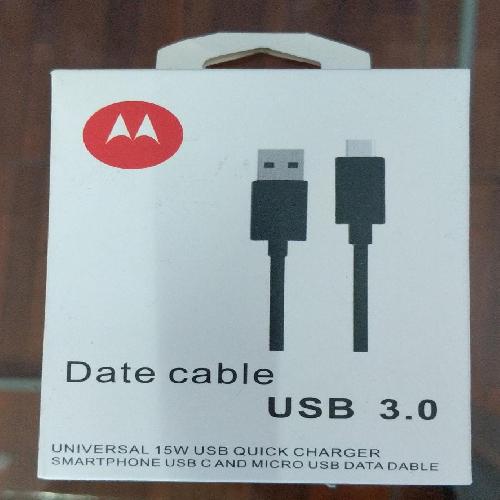 Date cable
USB 3.0
UNIVERSAL 15W USB QUICK CHARGER
SMARTPHONE USB C AND MICRO USB DATA DABLE